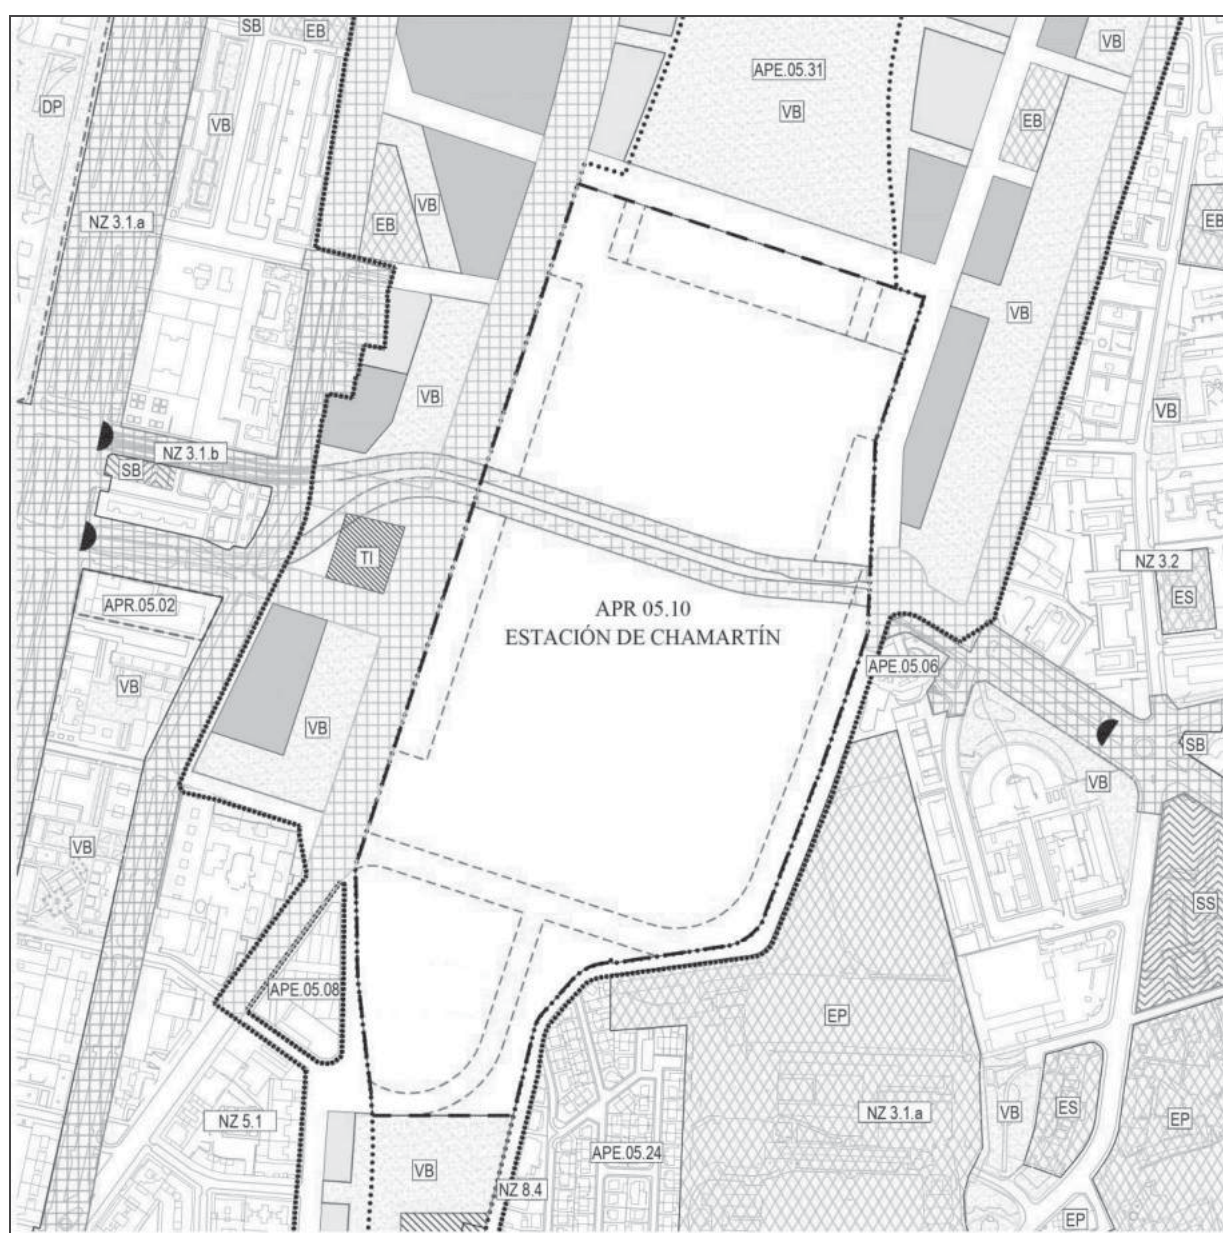 SB
EB
VB
DP
NZ 3.1.a
EB
VB
APE.05.31
VB
VB
EB
EB
VB
VB
VB
NZ 3.1.b
SB
TI
APR.05.02
VB
VB
VB
APR 05.10
ESTACIÓN DE CHAMARTÍN
APE.05.06
NZ 3.2
ES
SB
VB
SS
APE.05.08
NZ 5.1
VB
NZ 8.4
APE.05.24
EP
NZ 3.1.a
VB
ES
EP
EP